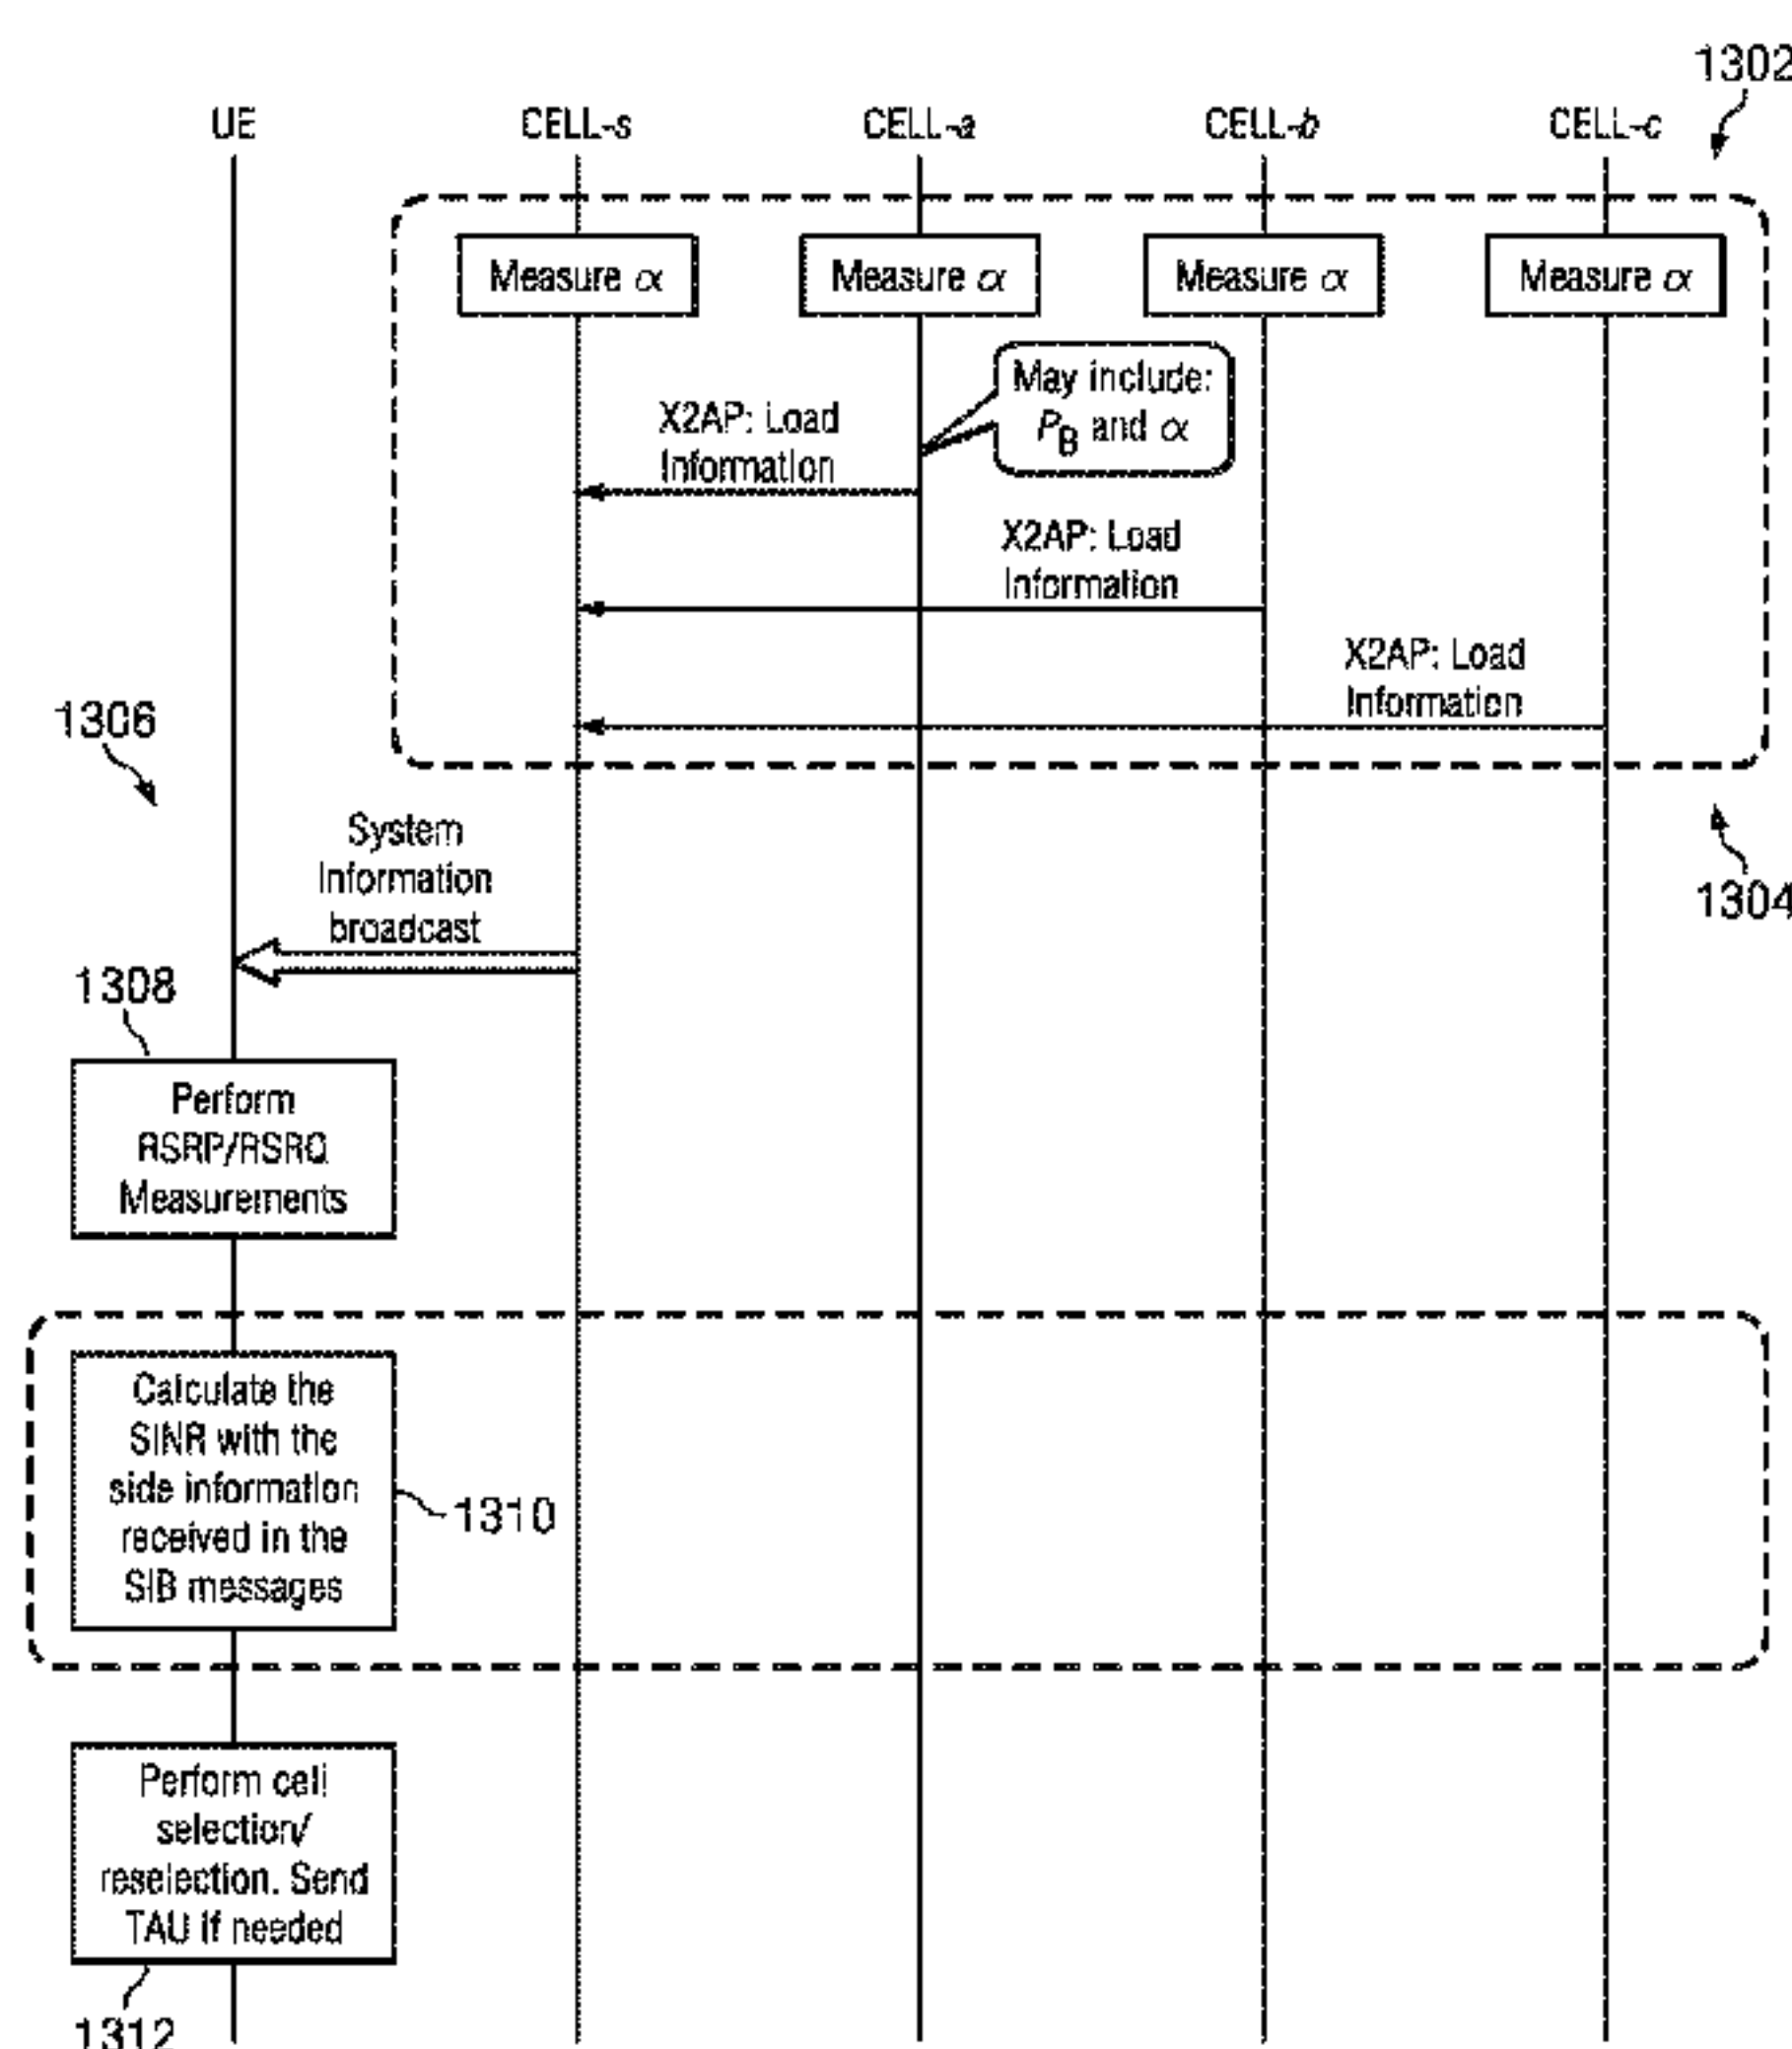 1302
UE
CELL-s
CELL-a
CELL-b
CELL-c
Measure α
Measure α
Measure α
Measure α
May include:
PB and α
X2AP: Load
Information
X2AP: Load
Information
X2AP: Load
Information
1306
1304
System
Information
broadcast
1308
Perform
RSRP/RSRQ
Measurements
Calculate the
SINR with the
side information
received in the
SIB messages
1310
Perform cell
selection/
reselection. Send
TAU if needed
1312